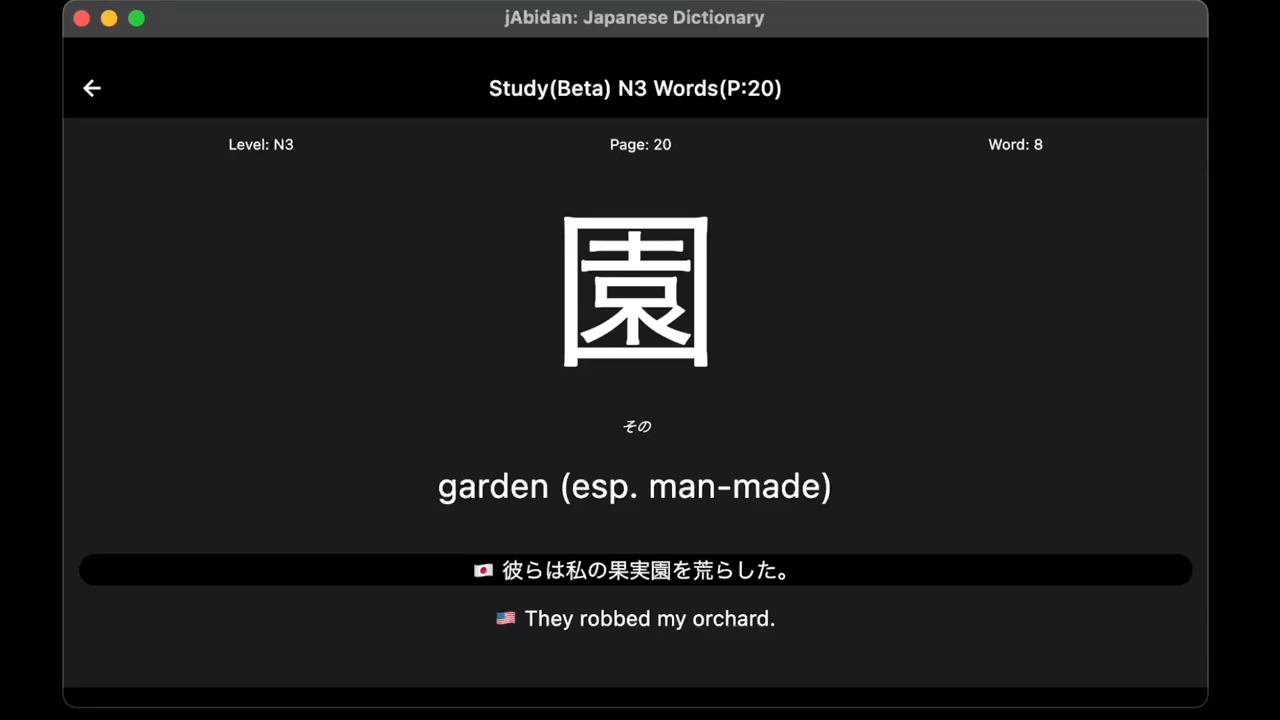 jAbidan: Japanese Dictionary
Study(Beta) N3 Words(P:20)
Level: N3
Page: 20
Word: 8
園
その
garden (esp. man-made)
🇯🇵 彼らは私の果実園を荒らした。
🇺🇸 They robbed my orchard.